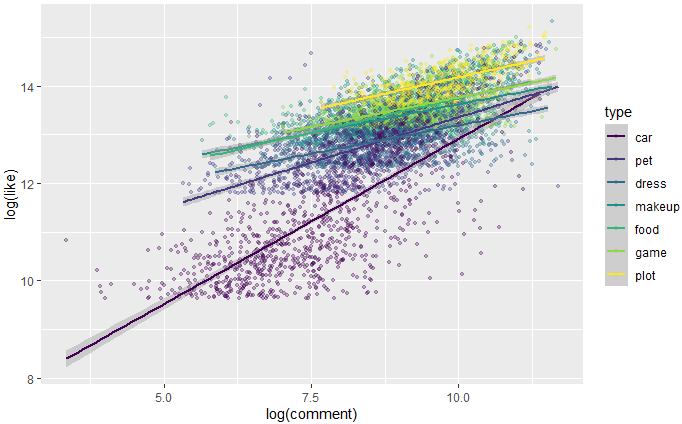 14
12
10
8
log(like)
5.0
7.5
10.0
log(comment)
type
car
pet
dress
makeup
food
game
plot